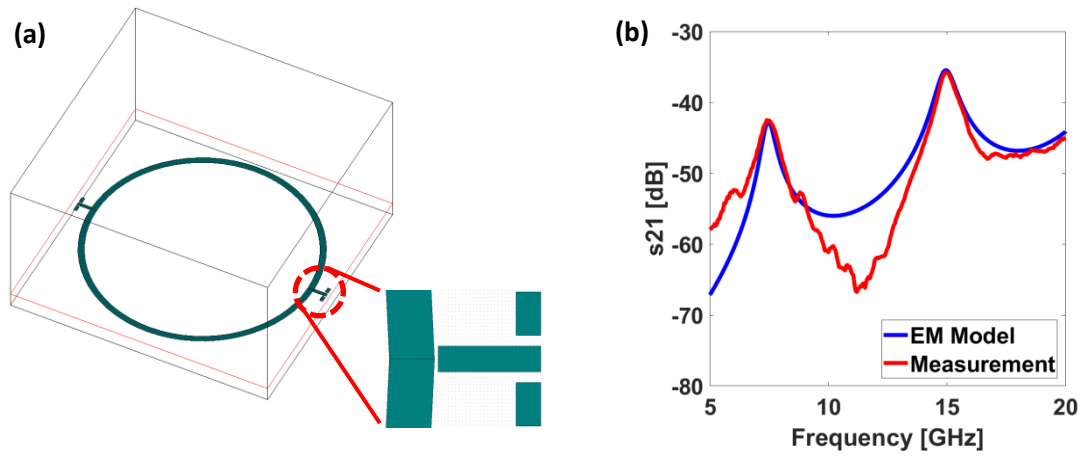 (a)
(b)
-30
-40
-50
-60
-70
-80
s21 [dB]
EM Model
Measurement
5
10
15
20
Frequency [GHz]